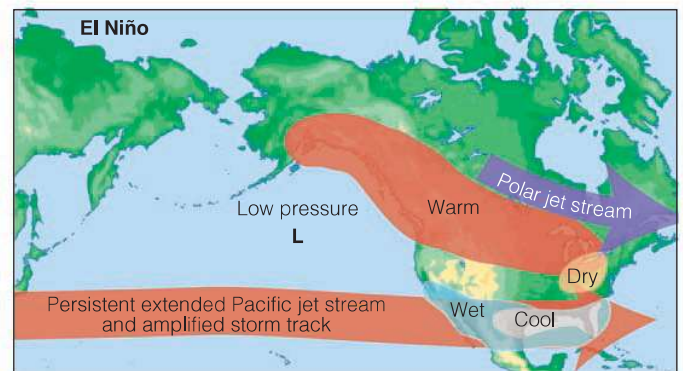 El Niño
Polar jet stream
Low pressure
L
Warm
Dry
Persistent extended Pacific jet stream
and amplified storm track
Wet
Cool